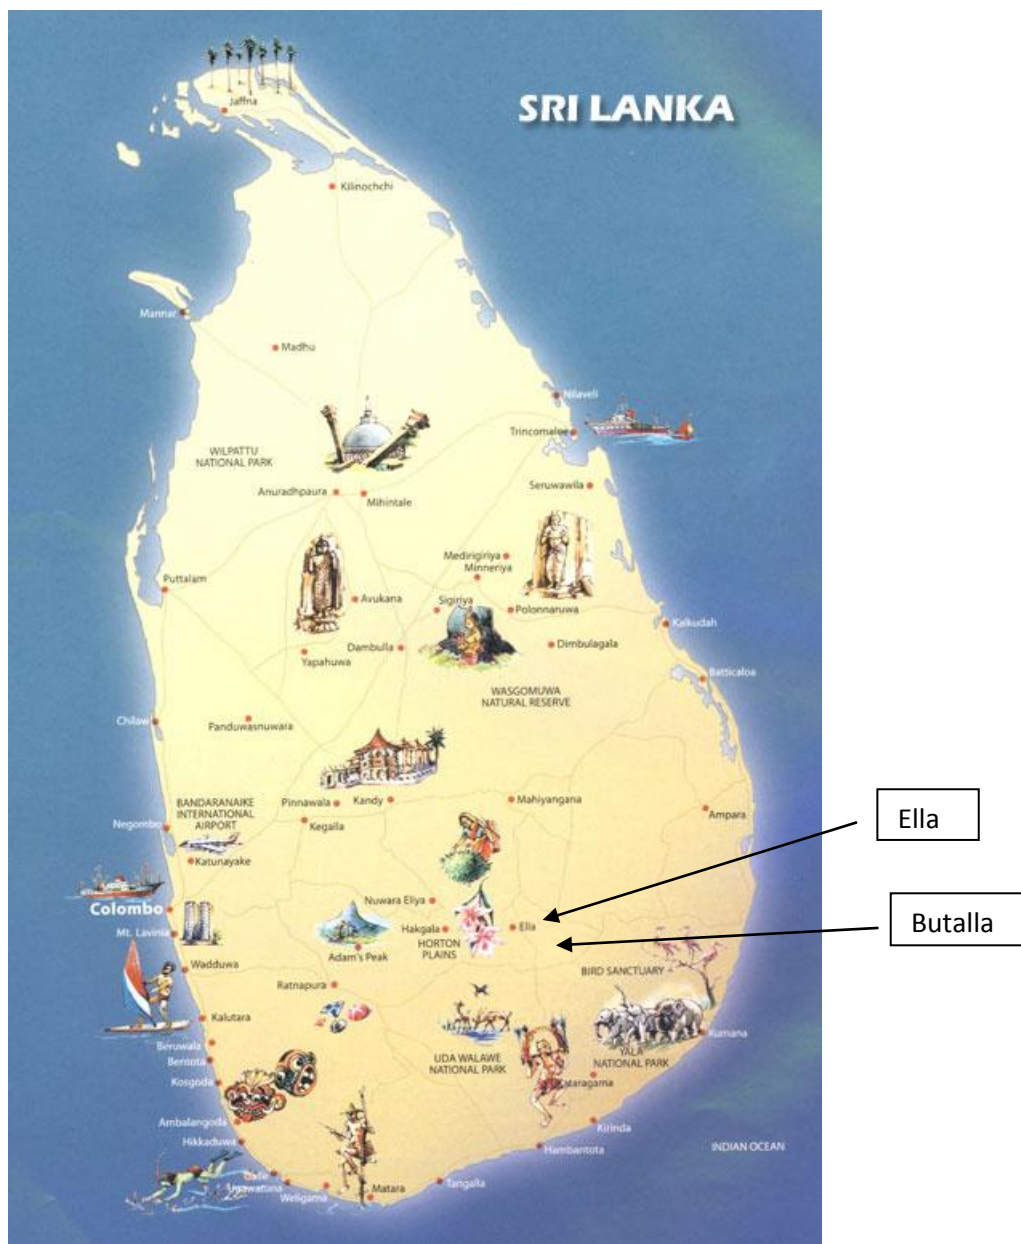 SRI LANKA
Jaffna
Kilinochchi
Mannar
Madhu
Nilaveli
Trincomaloe
WILPATTU
NATIONAL PARK
Anuradhpaura
Mihintale
Seruwawila
Medirigiriya
Minneriya
Puttalam
Avukana
Sigiriya
Polonnaruwa
Kalkudah
Dambulla
Yapahuwa
Dimbulagala
Batticaloa
WASGOMUWA
NATURAL RESERVE
Chilaw
Panduwasnuwara
BANDARANAIKE
INTERNATIONAL
AIRPORT
Pinnawala
Kandy
Mahiyangana
Ampara
Negombo
Kegalla
Ella
Katunayake
Nuwara Eliya
Colombo
Butalla
Mt. Lavinia
Hakgala
Ella
HORTON
PLAINS
Adam's Peak
Wadduwa
BIRD SANCTUARY
Ratnapura
Kalutara
Kumana
Beruwala
Bentota
UDA WALAWE
NATIONAL PARK
YALA
NATIONAL PARK
Kosgoda
Kataragama
Ambalangoda
Kirinda
Hikkaduwa
Hambantota
INDIAN OCEAN
Galle
Unawattuna
Weligama
Matara
Tangalla